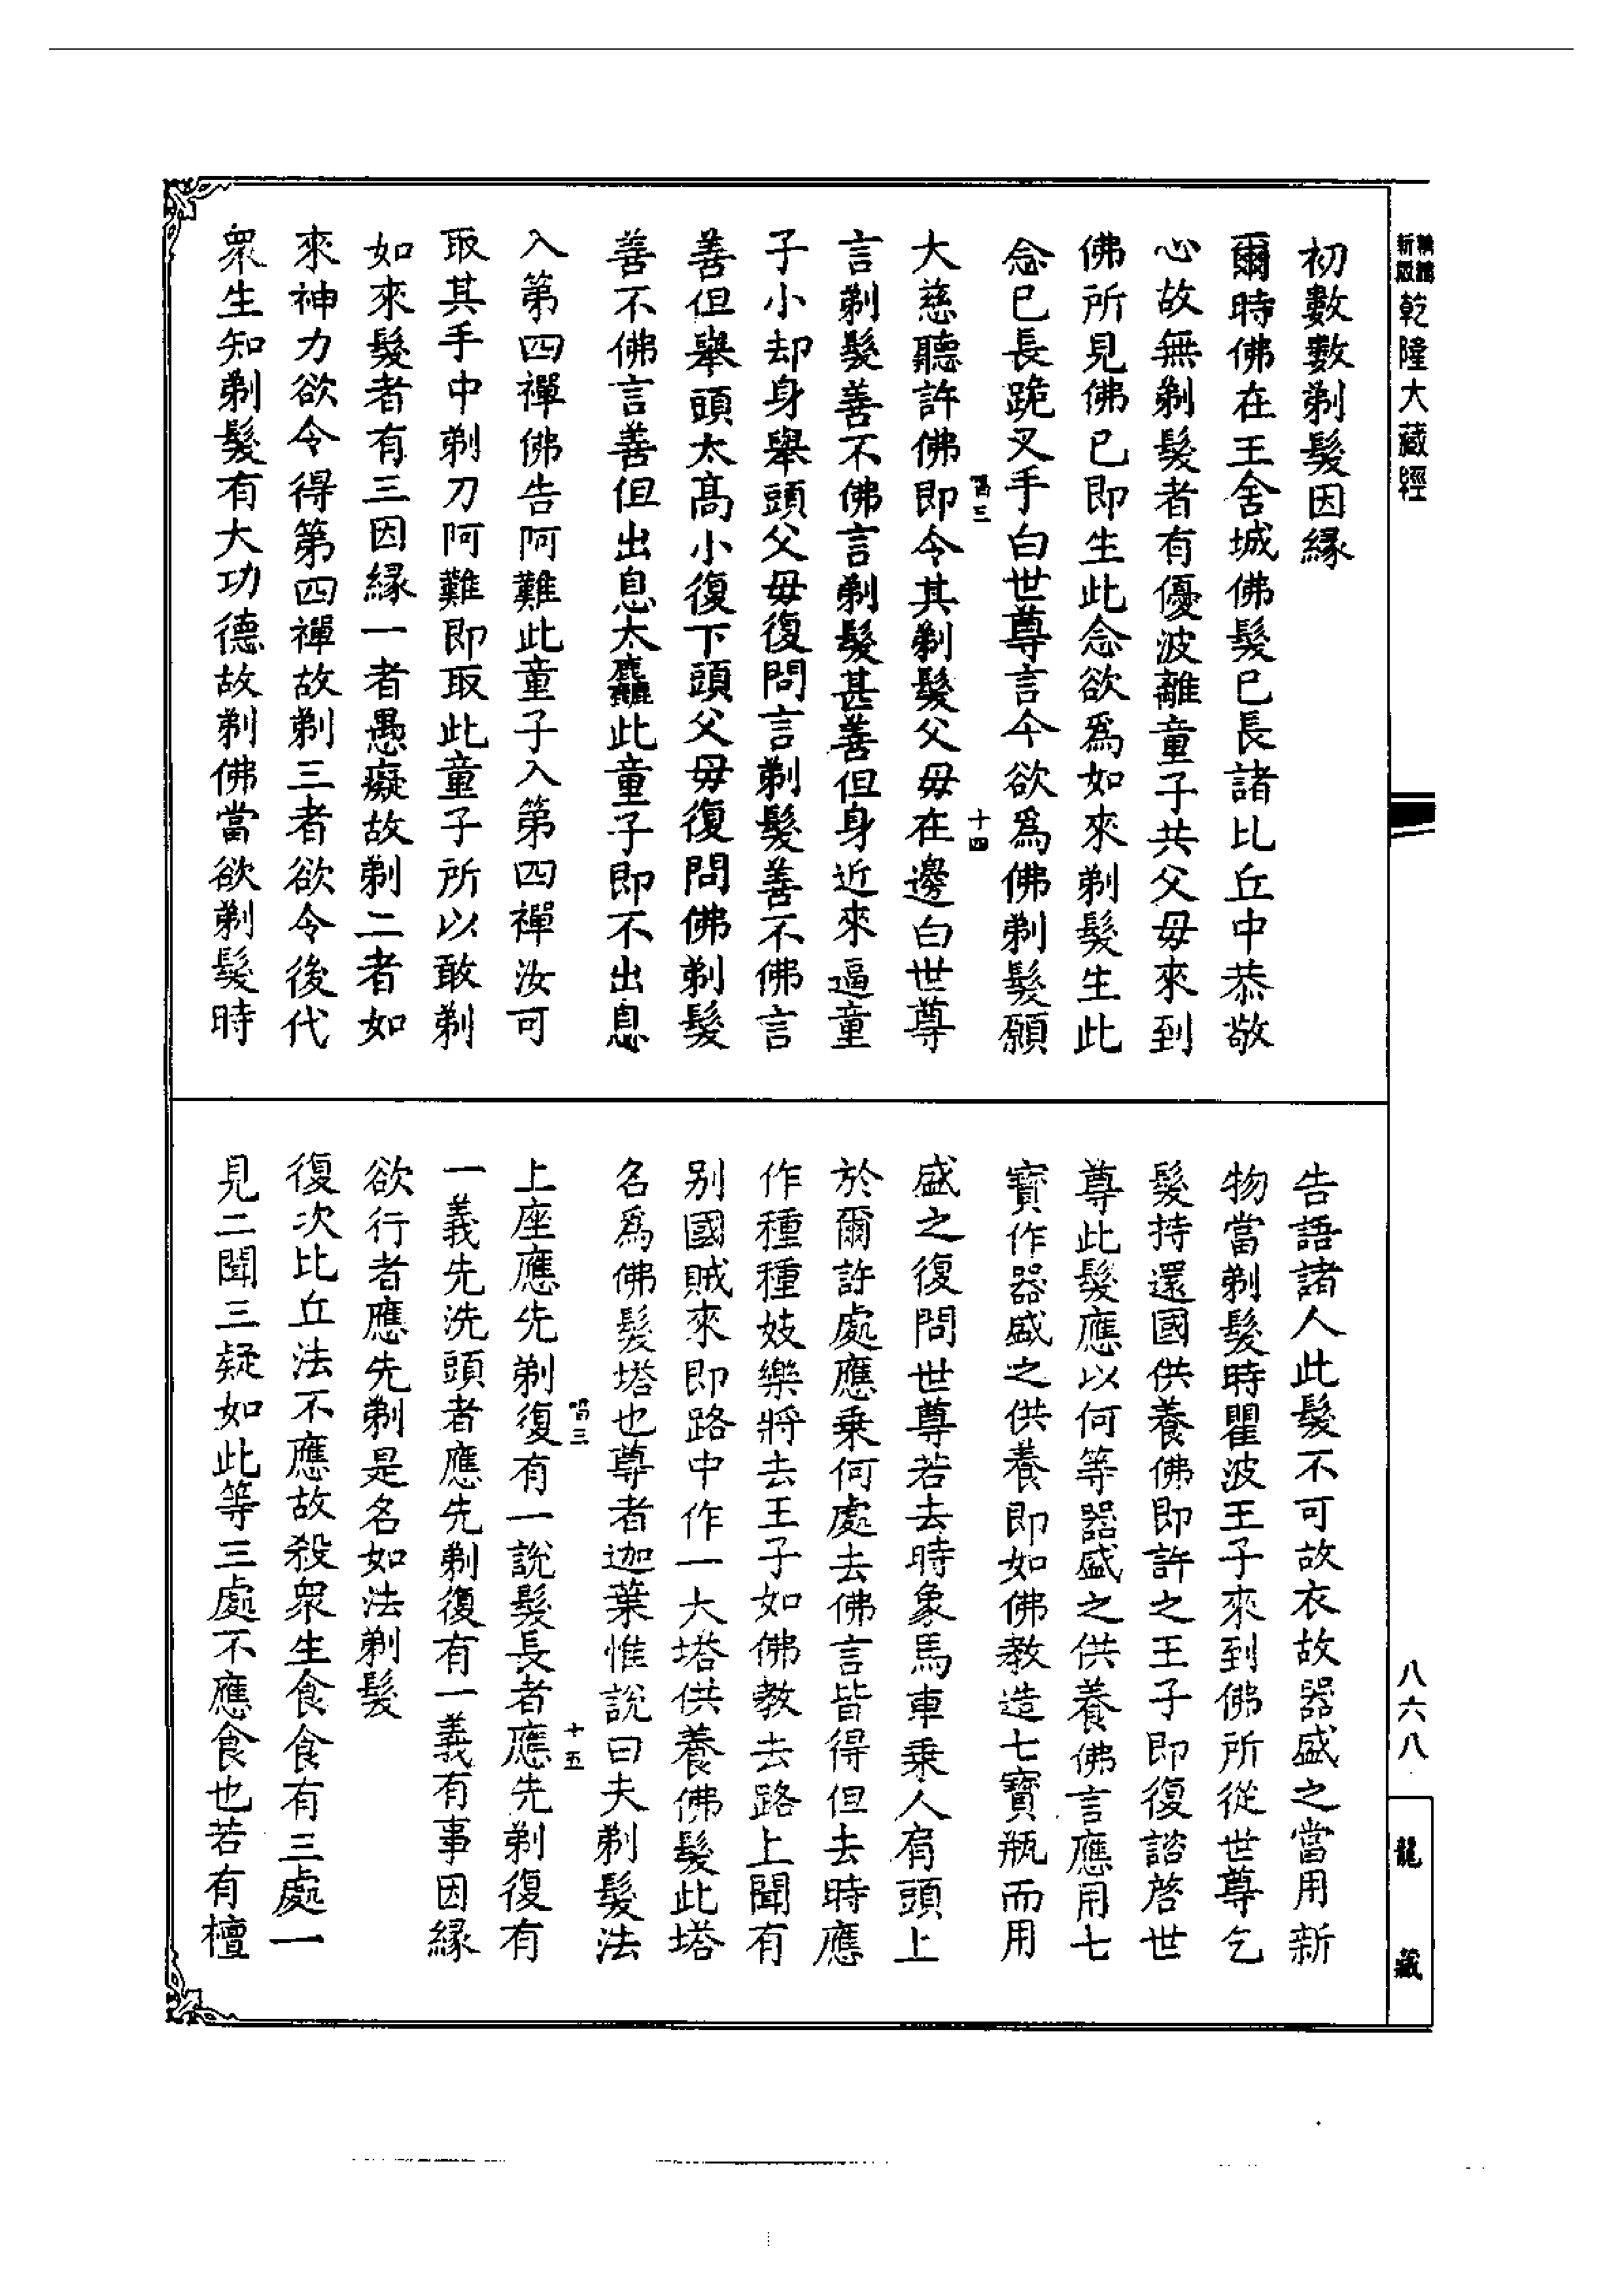 新編縮版
乾隆大藏經
初數數剃髮因緣
爾時佛在王舍城佛髮已長諸比丘中恭敬
心故無剃髮者有優波離童子共父母來到
佛所見佛已即生此念欲爲如來剃髮生此
念已長跪叉手白世尊言今欲爲佛剃髮願
大慈聽許佛即令其剃髮父母在邊白世尊
言剃髮善不佛言剃髮甚善但身近來逼童
子小却身舉頭父母復問言剃髮善不佛言
善但舉頭太高小復下頭父母復問佛剃髮
善不佛言善但出息太麤此童子即不出息
入第四禪佛告阿難此童子入第四禪汝可
取其手中剃刀阿難即取此童子所以敢剃
如來髮者有三因緣一者愚癡故剃二者如
來神力欲令得第四禪故剃三者欲令後代
衆生知剃髮有大功德故剃佛當欲剃髮時
十四
告語諸人此髮不可故衣故器盛之當用新
物當剃髮時瞿波王子來到佛所從世尊乞
髮持還國供養佛即許之王子即復諮啓世
尊此髮應以何等器盛之供養佛言應用七
寶作器盛之供養即如佛教造七寶瓶而用
盛之復問世尊若去時象馬車乘人肩頭上
於爾許處應乘何處去佛言皆得但去時應
作種種妓樂將去王子如佛教去路上聞有
別國賊來即路中作一大塔供養佛髮此塔
名爲佛髮塔也尊者迦葉惟說曰夫剃髮法
上座應先剃復有一說髮長者應先剃復有
一義先洗頭者應先剃復有一義有事因緣
欲行者應先剃是名如法剃髮
復次比丘法不應故殺衆生食食有三處一
見二聞三疑如此等三處不應食也若有檀
十五
八六八
龍藏